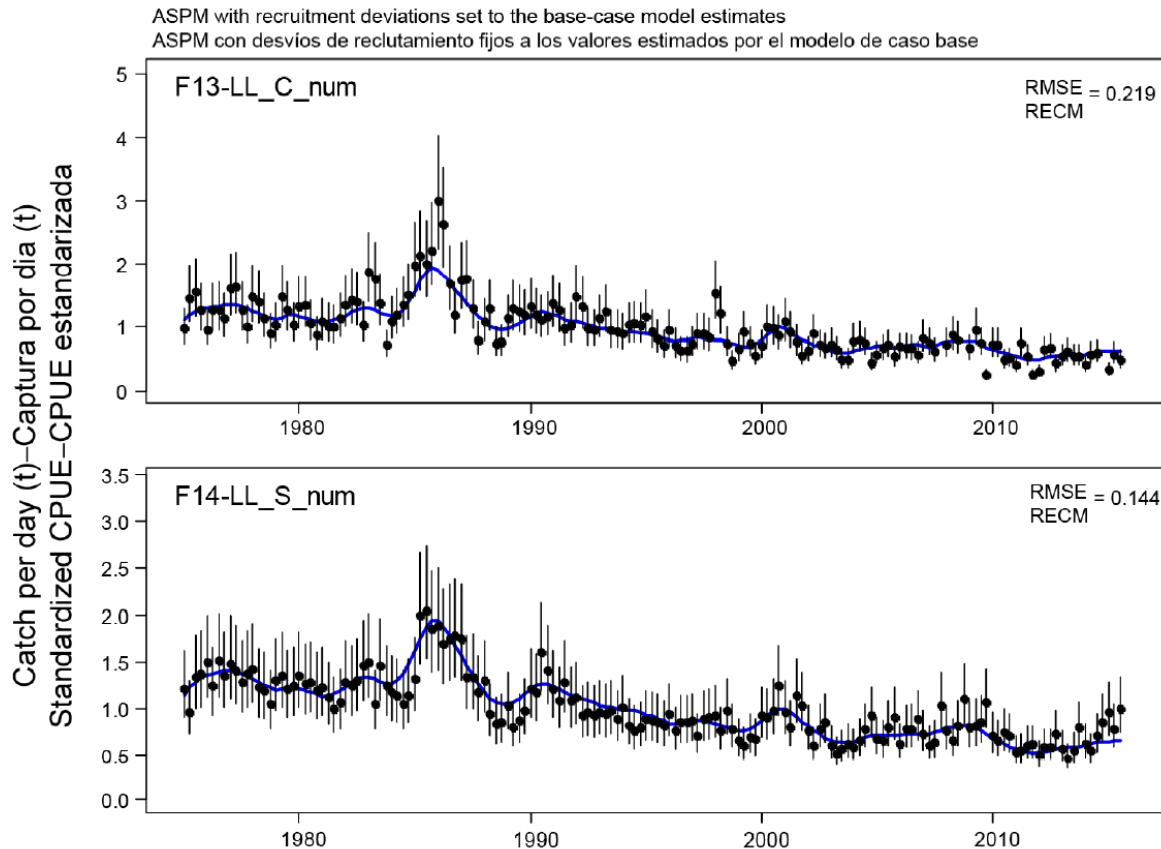 ASPM with recruitment deviations set to the base-case model estimates
ASPM con desvíos de reclutamiento fijos a los valores estimados por el modelo de caso base
Catch per day (t)–Captura por dia (t)
Standardized CPUE–CPUE estandarizada
F13-LL_C_num
RMSE
RECM = 0.219
5
4
3
2
1
0
1980 1990 2000 2010
F14-LL_S_num
RMSE
RECM = 0.144
3.5
3.0
2.5
2.0
1.5
1.0
0.5
0.0
1980 1990 2000 2010